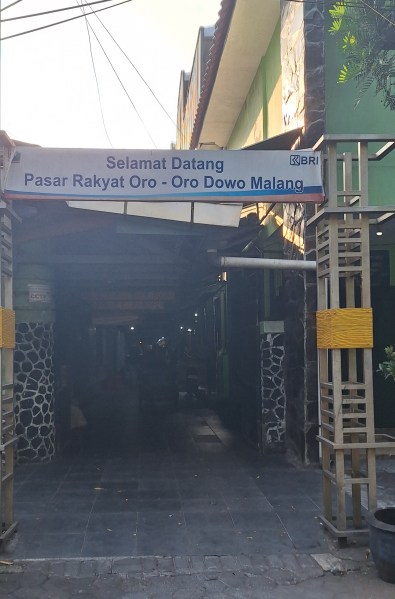 Selamat Datang
BRI
Pasar Rakyat Oro - Oro Dowo Malang